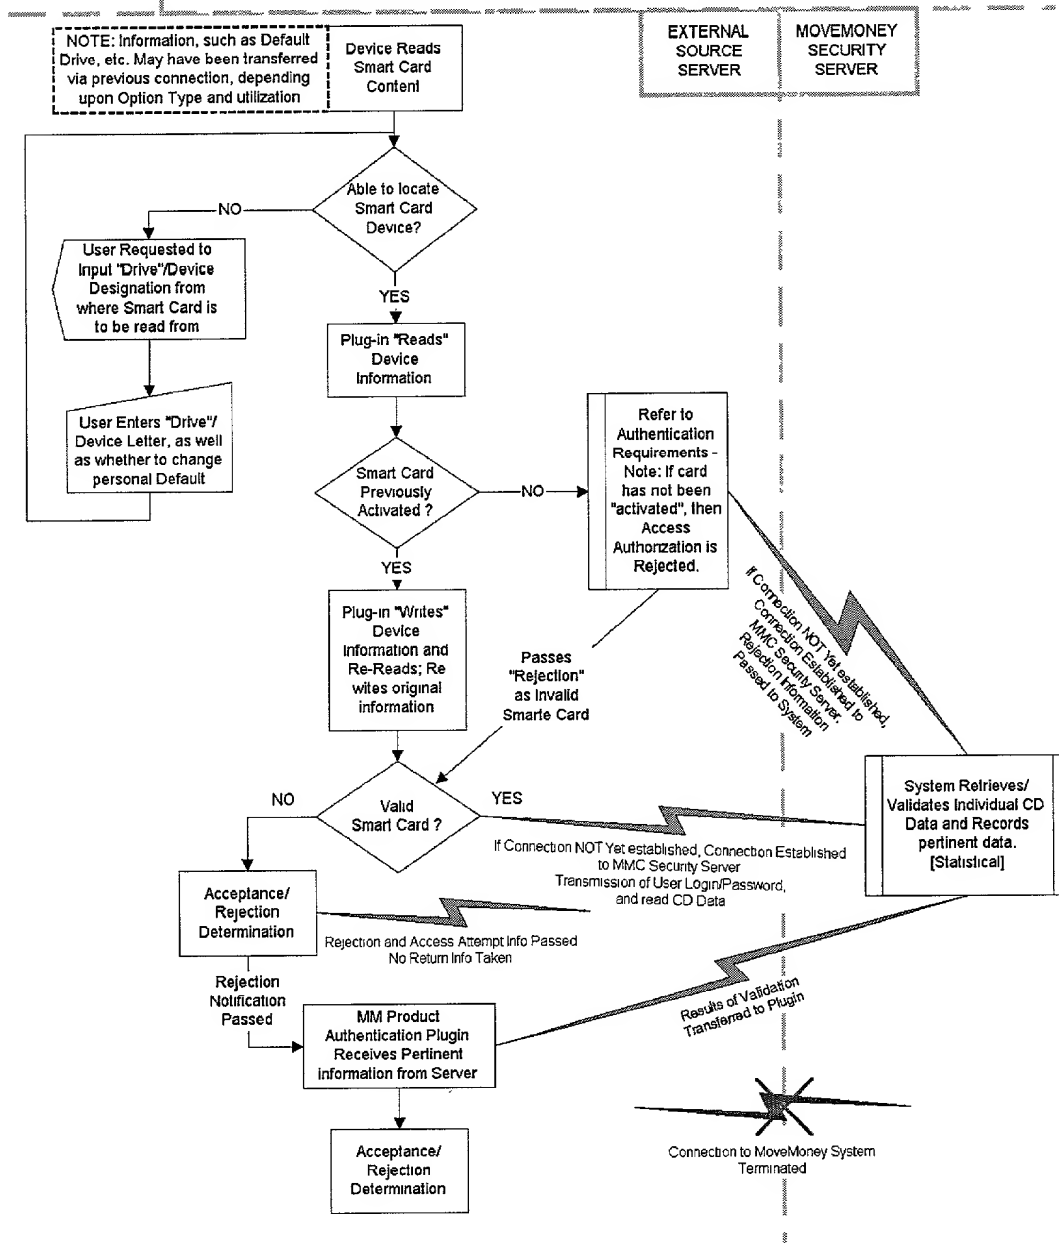 NOTE: Information, such as Default
Drive, etc. May have been transferred
via previous connection, depending
upon Option Type and utilization
Device Reads
Smart Card
Content
EXTERNAL
SOURCE
SERVER
MOVEMONEY
SECURITY
SERVER
Able to locate
Smart Card
Device?
NO
User Requested to
Input "Drive"/Device
Designation from
where Smart Card is
to be read from
YES
Plug-in "Reads"
Device
Information
User Enters "Drive"/
Device Letter, as well
as whether to change
personal Default
Smart Card
Previously
Activated ?
NO
Refer to
Authentication
Requirements -
Note: If card
has not been
"activated", then
Access
Authorization is
Rejected.
YES
Plug-in "Writes"
Device
Information and
Re-Reads; Re
wites original
information
Passes
"Rejection"
as Invalid
Smarte Card
If Connection NOT Yet established,
Connection Established to
MMC Security Server.
Rejection Information
Passed to System
NO
Valid
Smart Card ?
YES
System Retrieves/
Validates Individual CD
Data and Records
pertinent data.
[Statistical]
If Connection NOT Yet established, Connection Established
to MMC Security Server
Transmission of User Login/Password,
and read CD Data
Acceptance/
Rejection
Determination
Rejection and Access Attempt Info Passed
No Return Info Taken
Rejection
Notification
Passed
Results of Validation
Transferred to Plugin
MM Product
Authentication Plugin
Receives Pertinent
information from Server
Acceptance/
Rejection
Determination
Connection to MoveMoney System
Terminated